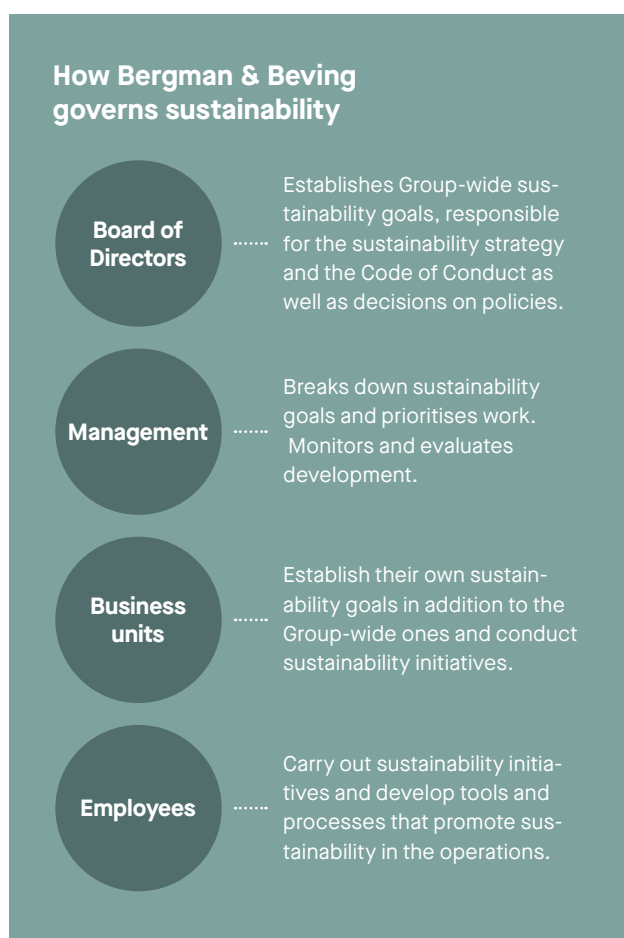 How Bergman & Beving
governs sustainability
Board of
Directors
Establishes Group-wide sus-
tainability goals, responsible
for the sustainability strategy
and the Code of Conduct as
well as decisions on policies.
Management
Breaks down sustainability
goals and prioritises work.
Monitors and evaluates
development.
Business
units
Establish their own sustain-
ability goals in addition to the
Group-wide ones and conduct
sustainability initiatives.
Employees
Carry out sustainability initia-
tives and develop tools and
processes that promote sus-
tainability in the operations.